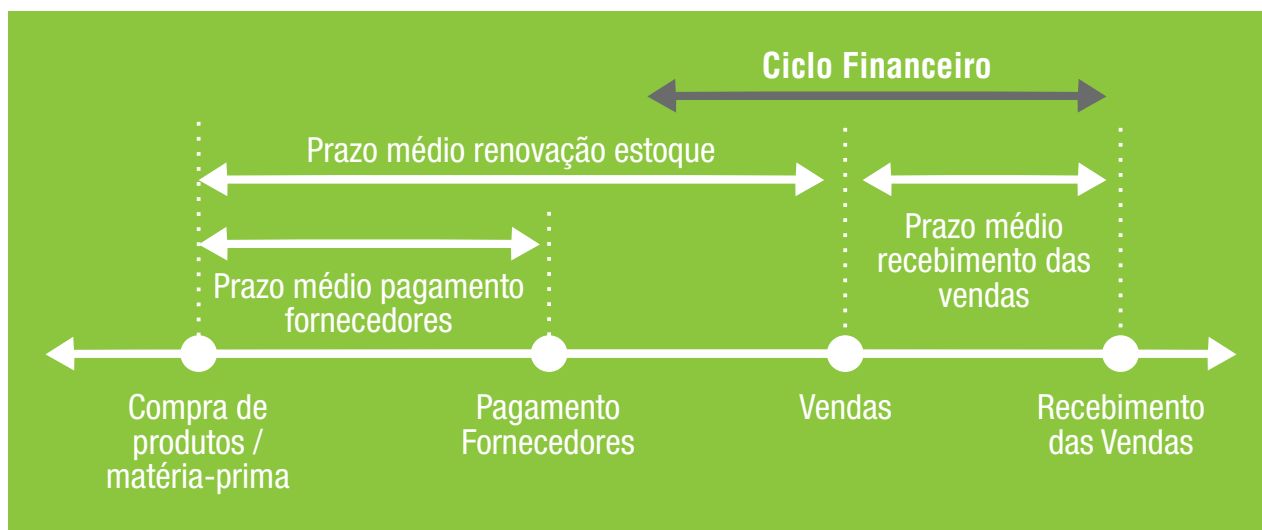 Ciclo Financeiro
Prazo médio renovação estoque
Prazo médio
recebimento das
vendas
Prazo médio pagamento
fornecedores
Compra de
produtos /
matéria-prima
Pagamento
Fornecedores
Vendas
Recebimento
das Vendas